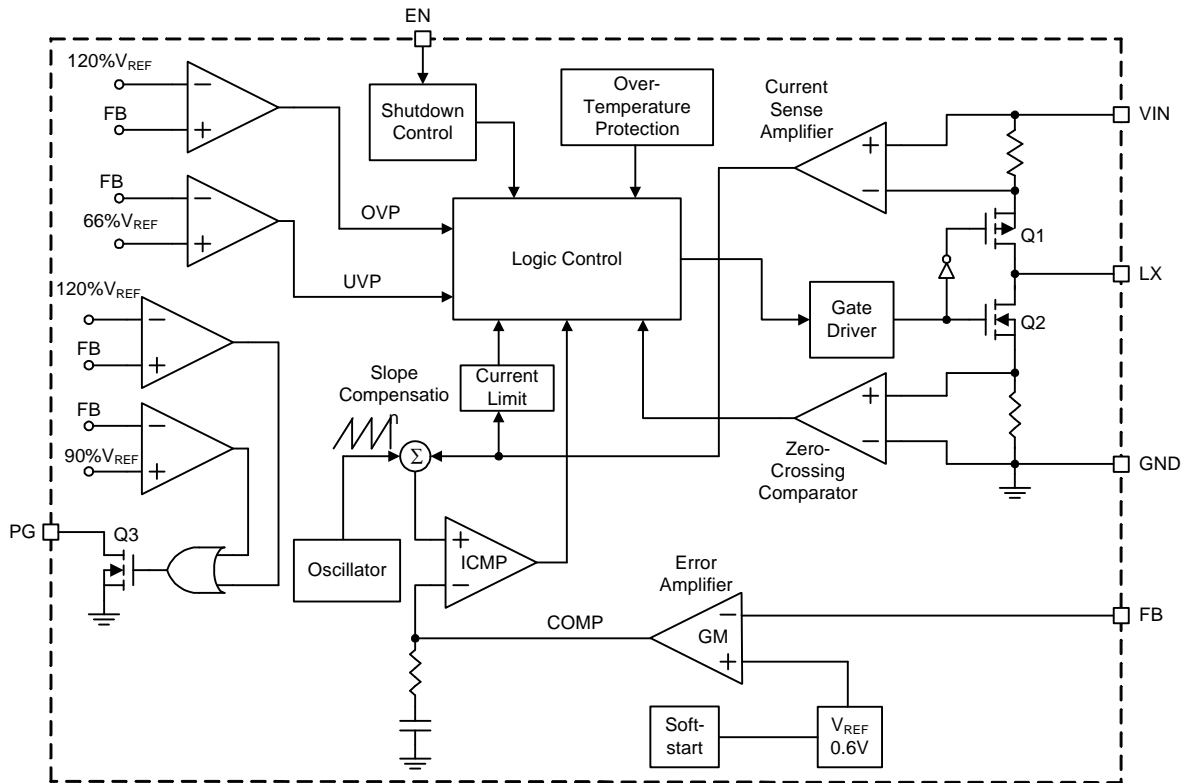 EN
120%VREF
FB
FB
66%VREF
120%VREF
FB
FB
90%VREF
PG
Q3
OVP
UVP
Shutdown
Control
Over-
Temperature
Protection
Current
Sense
Amplifier
VIN
Q1
LX
Q2
Logic Control
Gate
Driver
Slope
Compensatio
n
Current
Limit
Σ
Zero-
Crossing
Comparator
GND
Oscillator
ICMP
COMP
Error
Amplifier
GM
FB
Soft-
start
VREF
0.6V